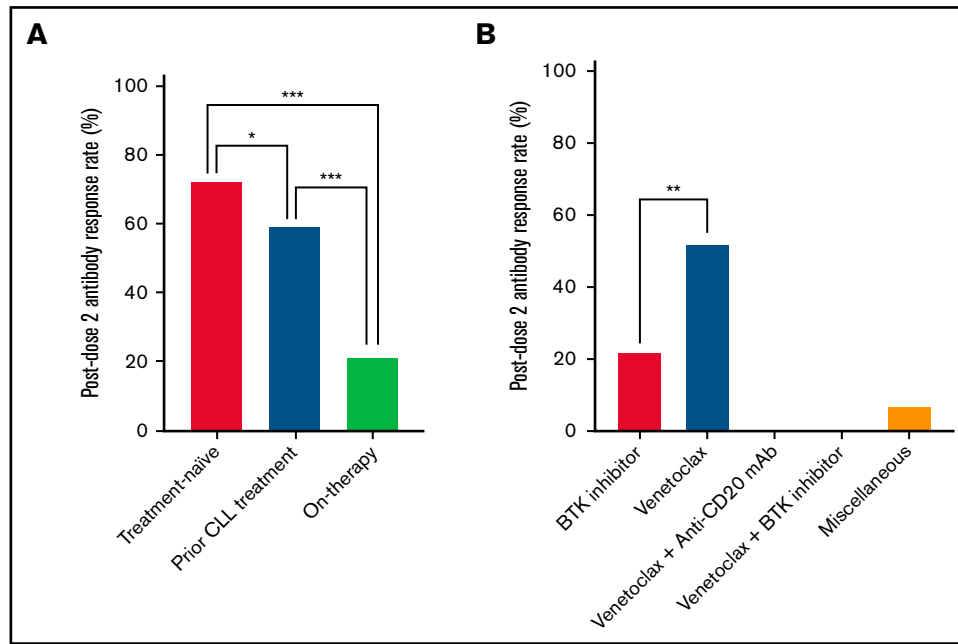 A
Post-dose 2 antibody response rate (%)
100
80
60
40
20
0
***
*
***
Treatment-naïve
Prior CLL treatment
On-therapy
B
Post-dose 2 antibody response rate (%)
100
80
60
40
20
0
**
BTK inhibitor
Venetoclax
Venetoclax + Anti-CD20 mAb
Venetoclax + BTK inhibitor
Miscellaneous